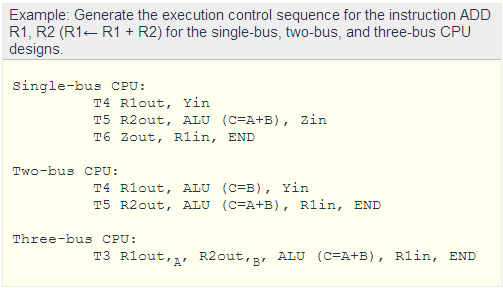 Example: Generate the execution control sequence for the instruction ADD
R1, R2 (R1← R1 + R2) for the single-bus, two-bus, and three-bus CPU
designs.
Single-bus CPU:
T4 R1out, Yin
T5 R2out, ALU (C=A+B), Zin
T6 Zout, R1in, END
Two-bus CPU:
T4 R1out, ALU (C=B), Yin
T5 R2out, ALU (C=A+B), R1in, END
Three-bus CPU:
T3 R1out,A, R2out,B, ALU (C=A+B), R1in, END